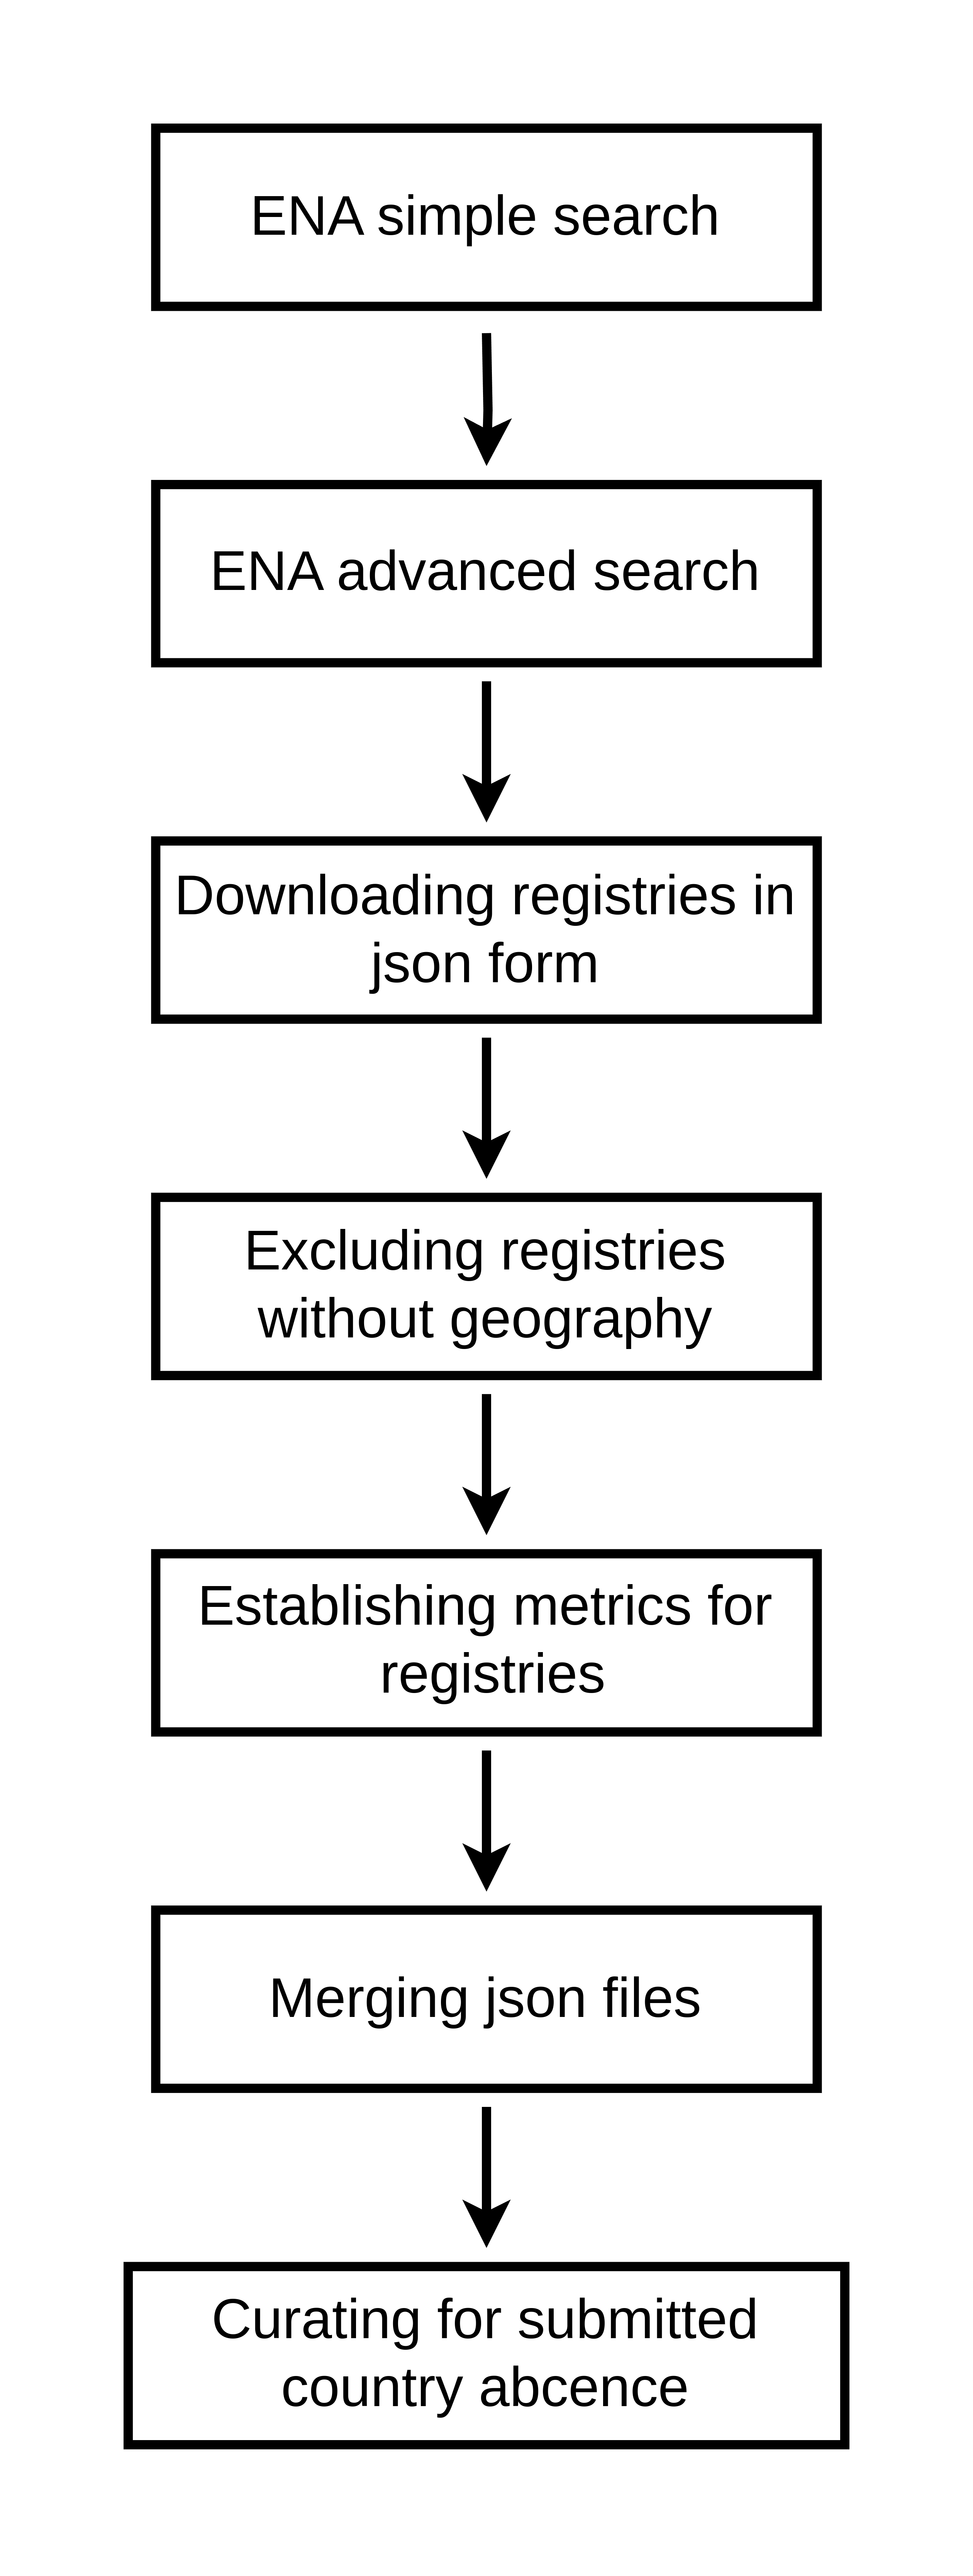 ENA simple search
ENA advanced search
Downloading registries in
json form
Excluding registries
without geography
Establishing metrics for
registries
Merging json files
Curating for submitted
country abcence